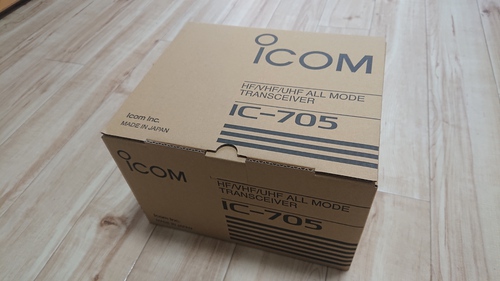 ICOM
HF/VHF/UHF ALL MODE
TRANSCEIVER
IC-705
Icom Inc.
MADE IN JAPAN
ICOM
HF/VHF/UHF ALL MODE
TRANSCEIVER
IC-705